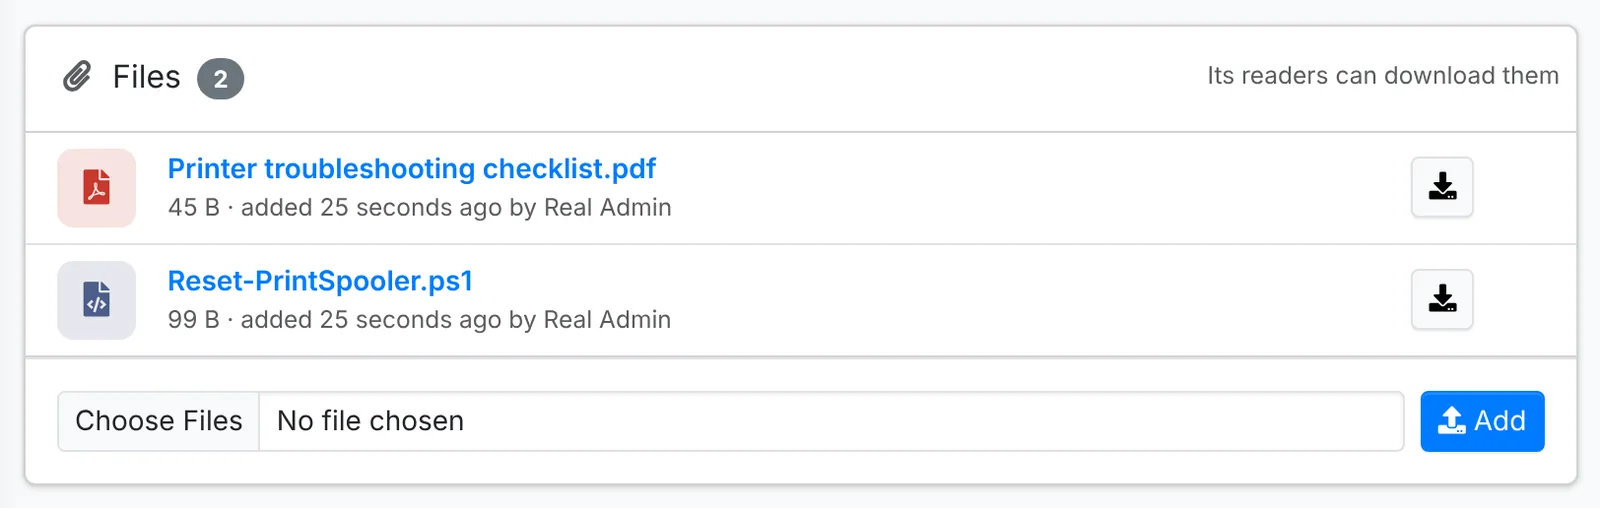 Files 2
Its readers can download them
Printer troubleshooting checklist.pdf
45 B · added 25 seconds ago by Real Admin
Reset-PrintSpooler.ps1
99 B · added 25 seconds ago by Real Admin
Choose Files No file chosen
Add